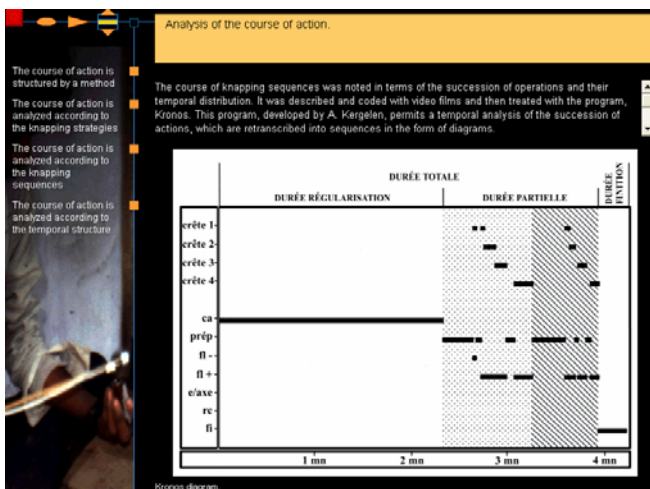 Analysis of the course of action.
The course of action is
structured by a method
The course of action is
analyzed according to
the knapping strategies
The course of action is
analyzed according to
the knapping
sequences
The course of action is
analyzed according to
the temporal structure
The course of knapping sequences was noted in terms of the succession of operations and their
temporal distribution. It was described and coded with video films and then treated with the program,
Kronos. This program, developed by A. Kergelen, permits a temporal analysis of the succession of
actions, which are retranscribed into sequences in the form of diagrams.
DURÉE TOTALE
DURÉE RÉGULARISATION
DURÉE PARTIELLE
DURÉE
FINITION
crête 1
crête 2
crête 3
crête 4
ca
prép
fl -
fl +
e/axe
rc
fi
1 mn
2 mn
3 mn
4 mn
Kronos diagram.